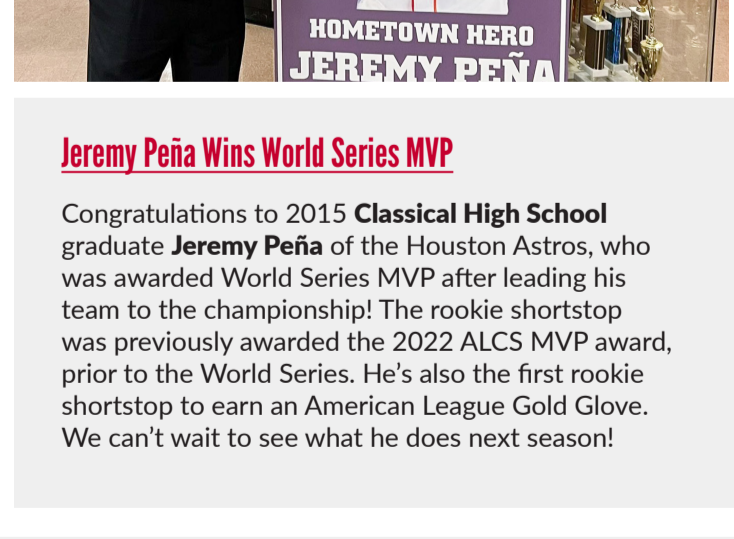 HOMETOWN HERO
JEREMY PEÑA
Jeremy Peña Wins World Series MVP
Congratulations to 2015 Classical High School
graduate Jeremy Peña of the Houston Astros, who
was awarded World Series MVP after leading his
team to the championship! The rookie shortstop
was previously awarded the 2022 ALCS MVP award,
prior to the World Series. He’s also the first rookie
shortstop to earn an American League Gold Glove.
We can’t wait to see what he does next season!